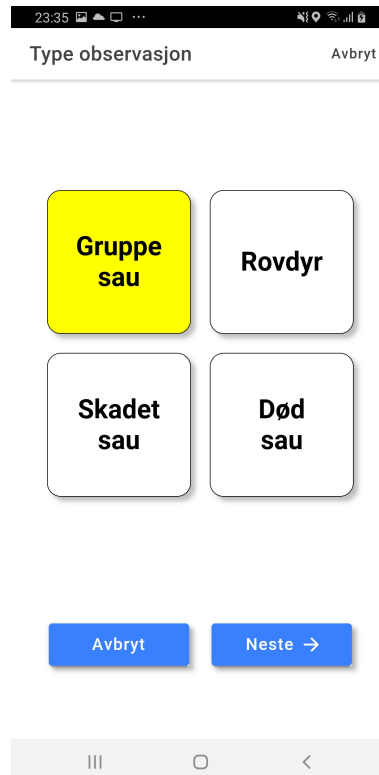 23:35
Type observasjon Avbryt
Gruppe
sau
Rovdyr
Skadet
sau
Død
sau
Avbryt
Neste →